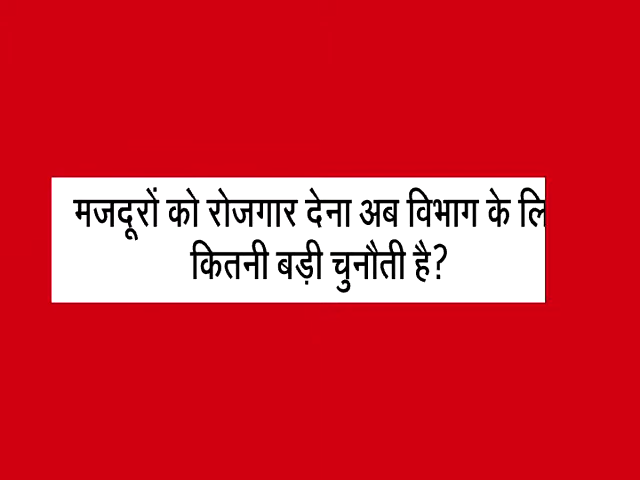 मजदूरों को रोजगार देना अब विभाग के लि
कितनी बड़ी चुनौती है?